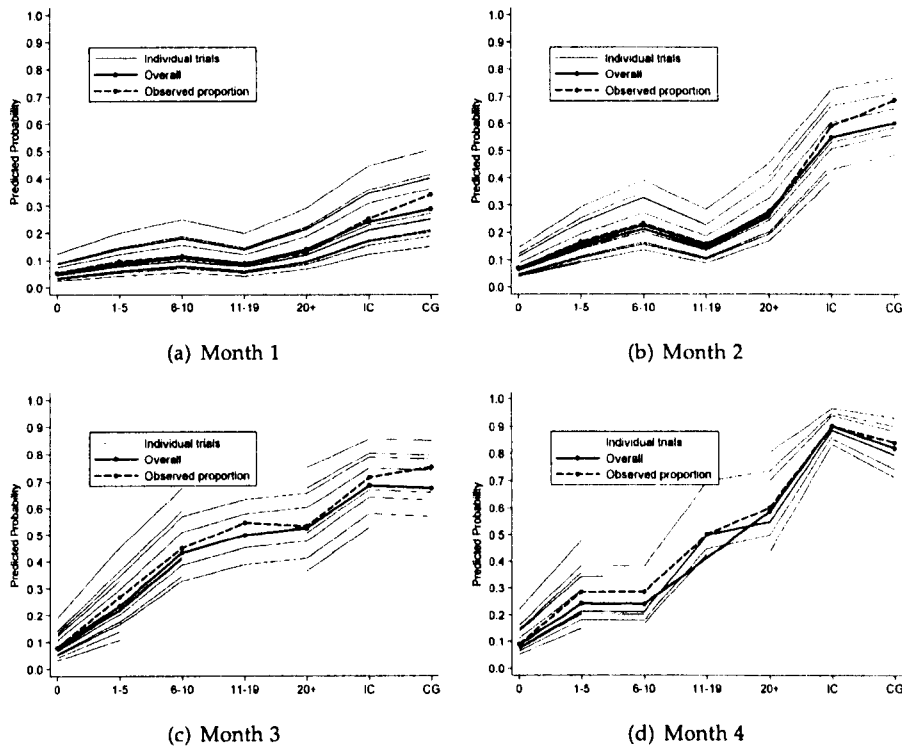 1.0
0.9
0.8
0.7
0.6
0.5
0.4
0.3
0.2
0.1
0.0
Predicted Probability
Individual trials
Overall
Observed proportion
0 1-5 6-10 11-19 20+ IC CG
(a) Month 1
1.0
0.9
0.8
0.7
0.6
0.5
0.4
0.3
0.2
0.1
0.0
Predicted Probability
Individual trials
Overall
Observed proportion
0 1-5 6-10 11-19 20+ IC CG
(b) Month 2
1.0
0.9
0.8
0.7
0.6
0.5
0.4
0.3
0.2
0.1
0.0
Predicted Probability
Individual trials
Overall
Observed proportion
0 1-5 6-10 11-19 20+ IC CG
(c) Month 3
1.0
0.9
0.8
0.7
0.6
0.5
0.4
0.3
0.2
0.1
0.0
Predicted Probability
Individual trials
Overall
Observed proportion
0 1-5 6-10 11-19 20+ IC CG
(d) Month 4